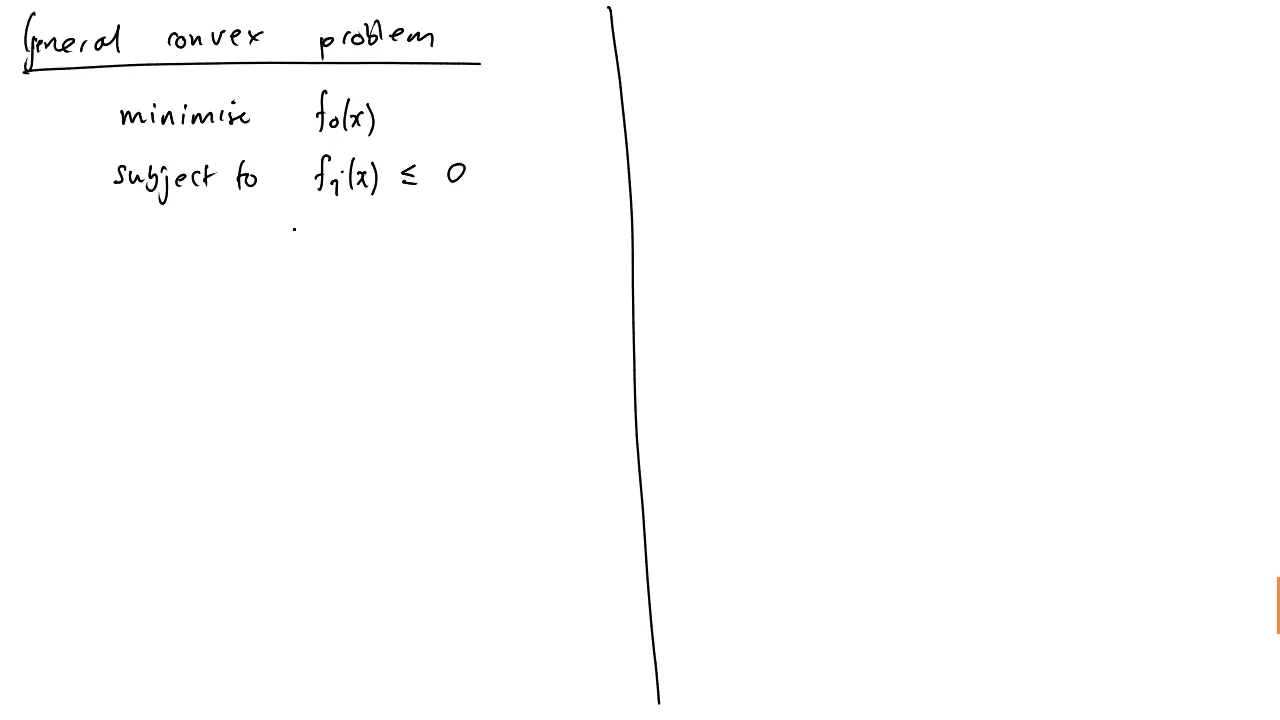 General convex problem
minimise f₀(x)
subject to fᵢ(x) ≤ 0